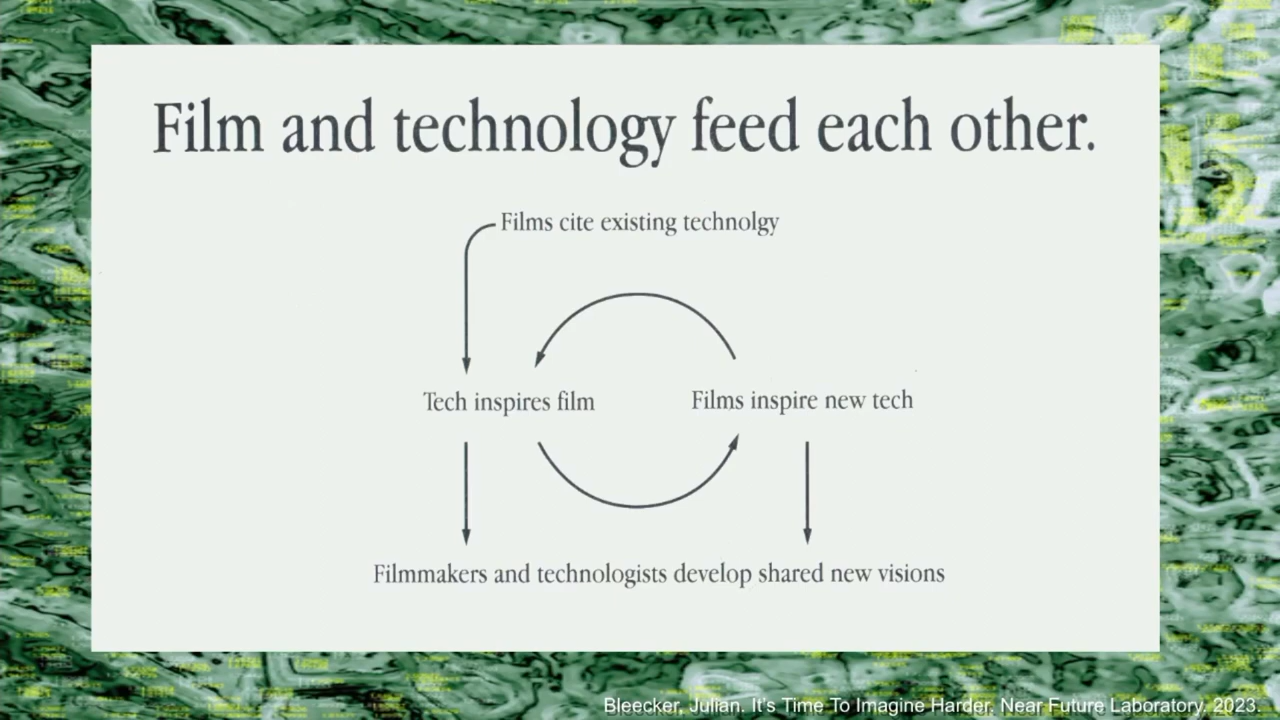 Film and technology feed each other.
Films cite existing technolgy
Tech inspires film
Films inspire new tech
Filmmakers and technologists develop shared new visions
Bleecker, Julian. It's Time To Imagine Harder. Near Future Laboratory, 2023.